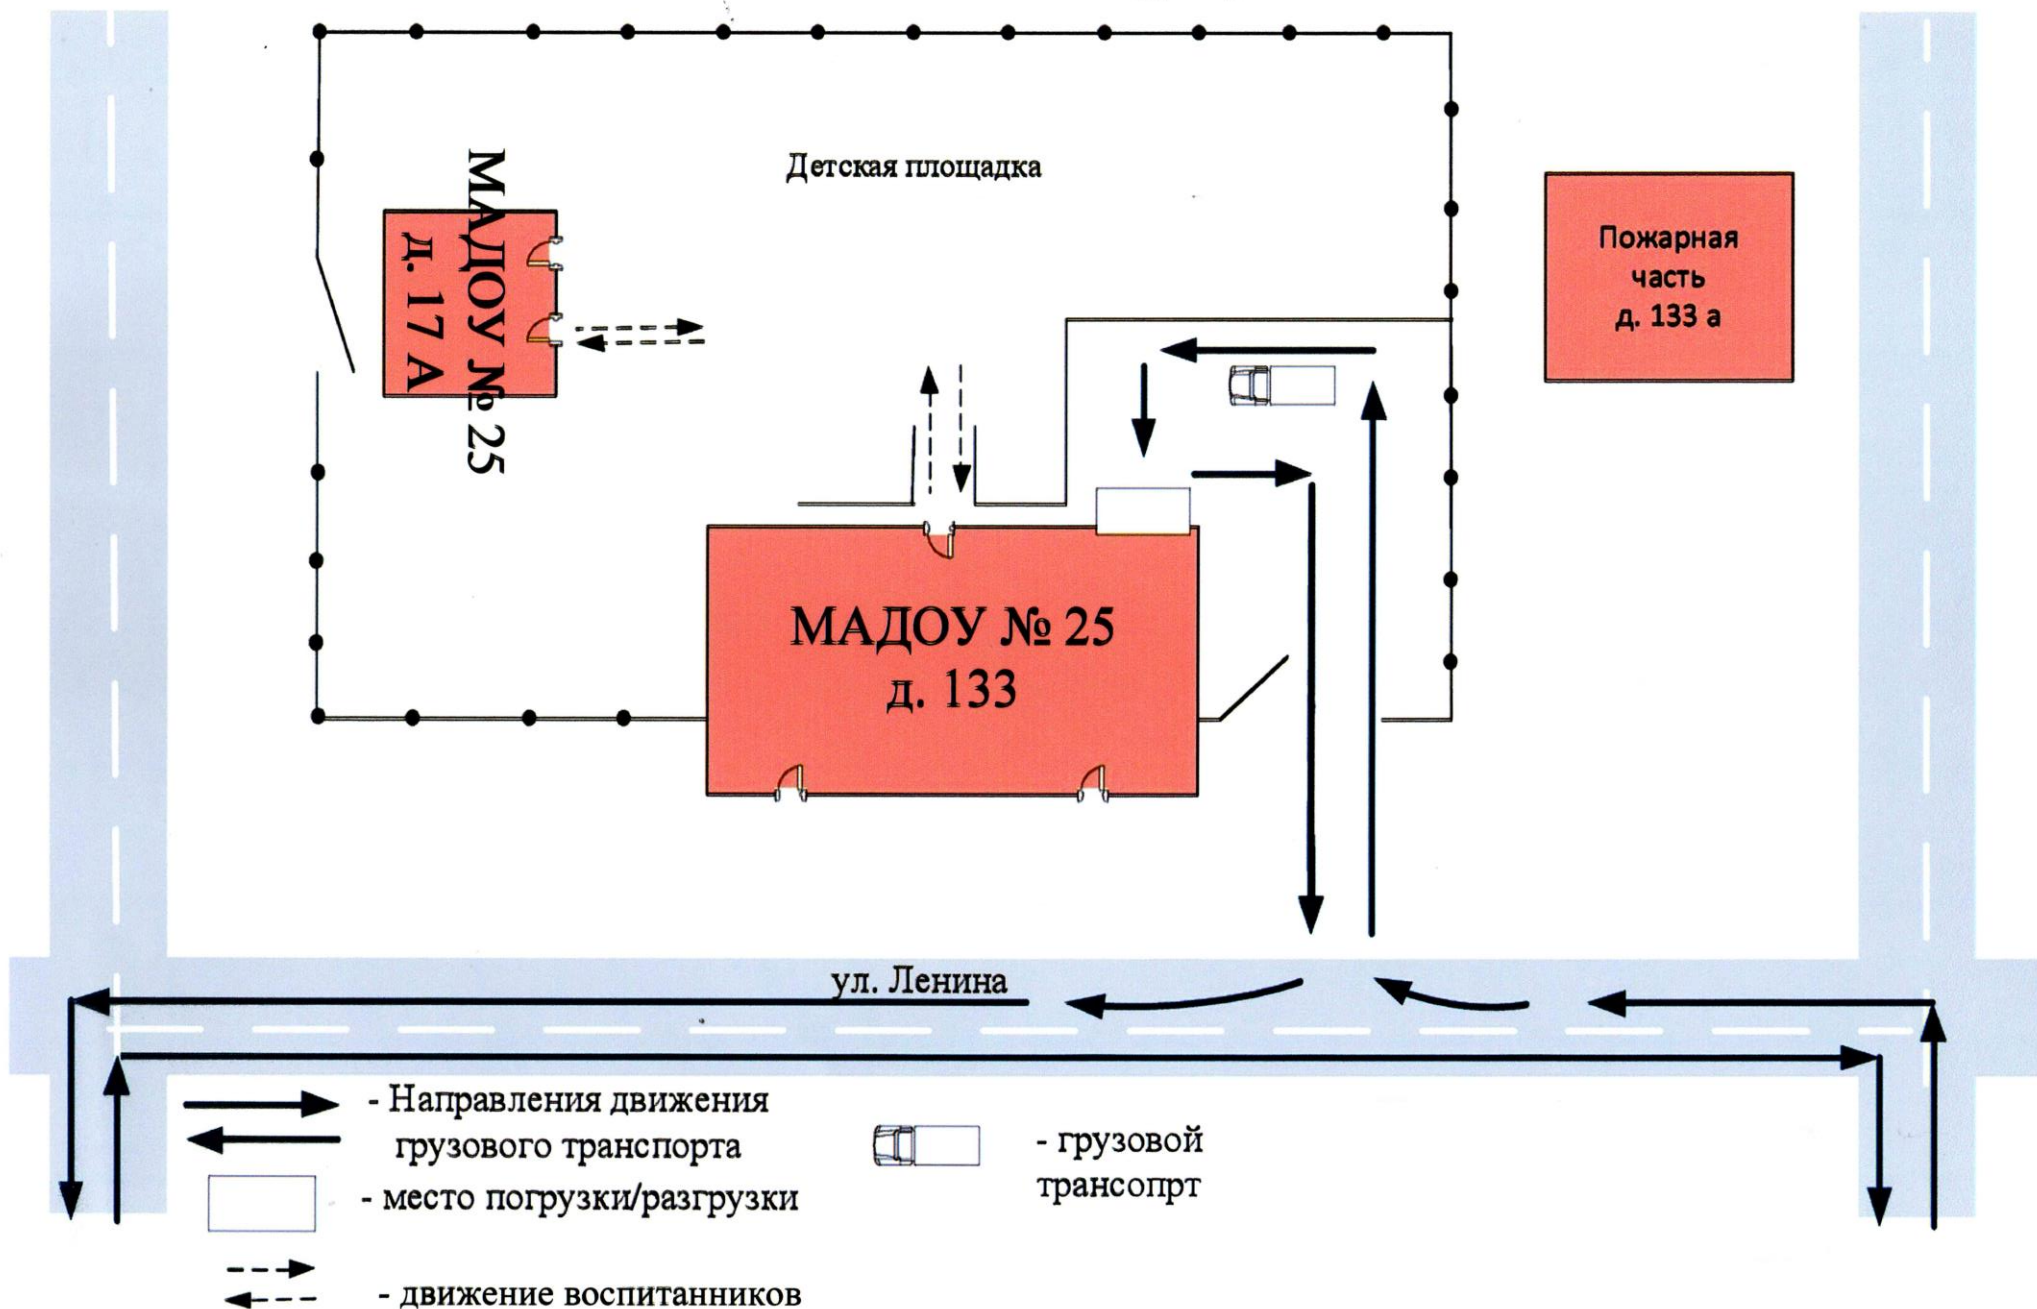 Детская площадка
МАДОУ № 25
д. 17 А
Пожарная
часть
д. 133 а
МАДОУ № 25
д. 133
ул. Ленина
- Направления движения
грузового транспорта
- место погрузки/разгрузки
- движение воспитанников
- грузовой
трансопрт